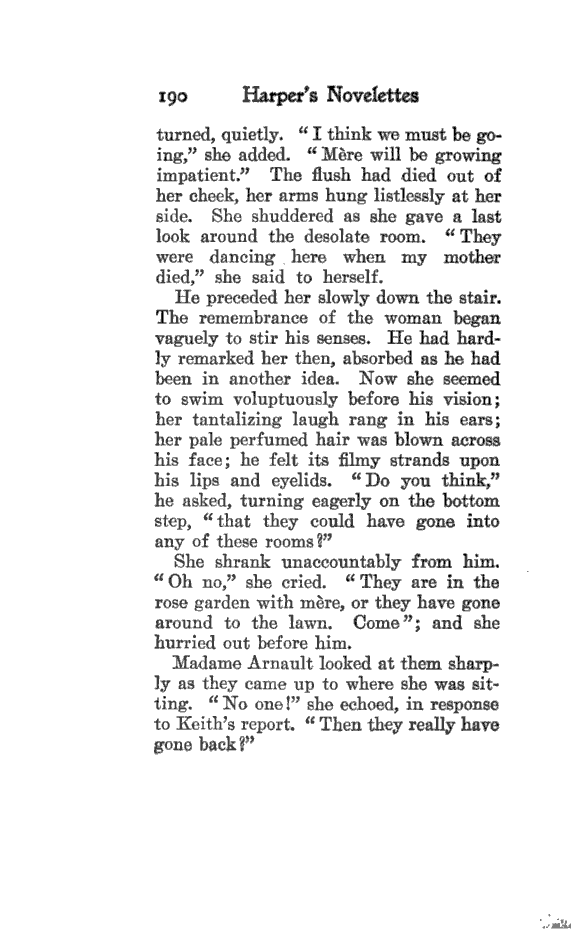 190 Harper's Novelettes
turned, quietly. “ I think we must be go-
ing,” she added. “ Mère will be growing
impatient.” The flush had died out of
her cheek, her arms hung listlessly at her
side. She shuddered as she gave a last
look around the desolate room. “ They
were dancing here when my mother
died,” she said to herself.
He preceded her slowly down the stair.
The remembrance of the woman began
vaguely to stir his senses. He had hard-
ly remarked her then, absorbed as he had
been in another idea. Now she seemed
to swim voluptuously before his vision;
her tantalizing laugh rang in his ears;
her pale perfumed hair was blown across
his face; he felt its filmy strands upon
his lips and eyelids. “ Do you think,”
he asked, turning eagerly on the bottom
step, “ that they could have gone into
any of these rooms?”
She shrank unaccountably from him.
“ Oh no,” she cried. “ They are in the
rose garden with mère, or they have gone
around to the lawn. Come”; and she
hurried out before him.
Madame Arnault looked at them sharp-
ly as they came up to where she was sit-
ting. “ No one!” she echoed, in response
to Keith's report. “ Then they really have
gone back?”